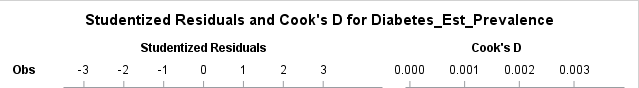 Studentized Residuals and Cook's D for Diabetes_Est_Prevalence
Studentized Residuals Cook's D
Obs -3 -2 -1 0 1 2 3 0.000 0.001 0.002 0.003